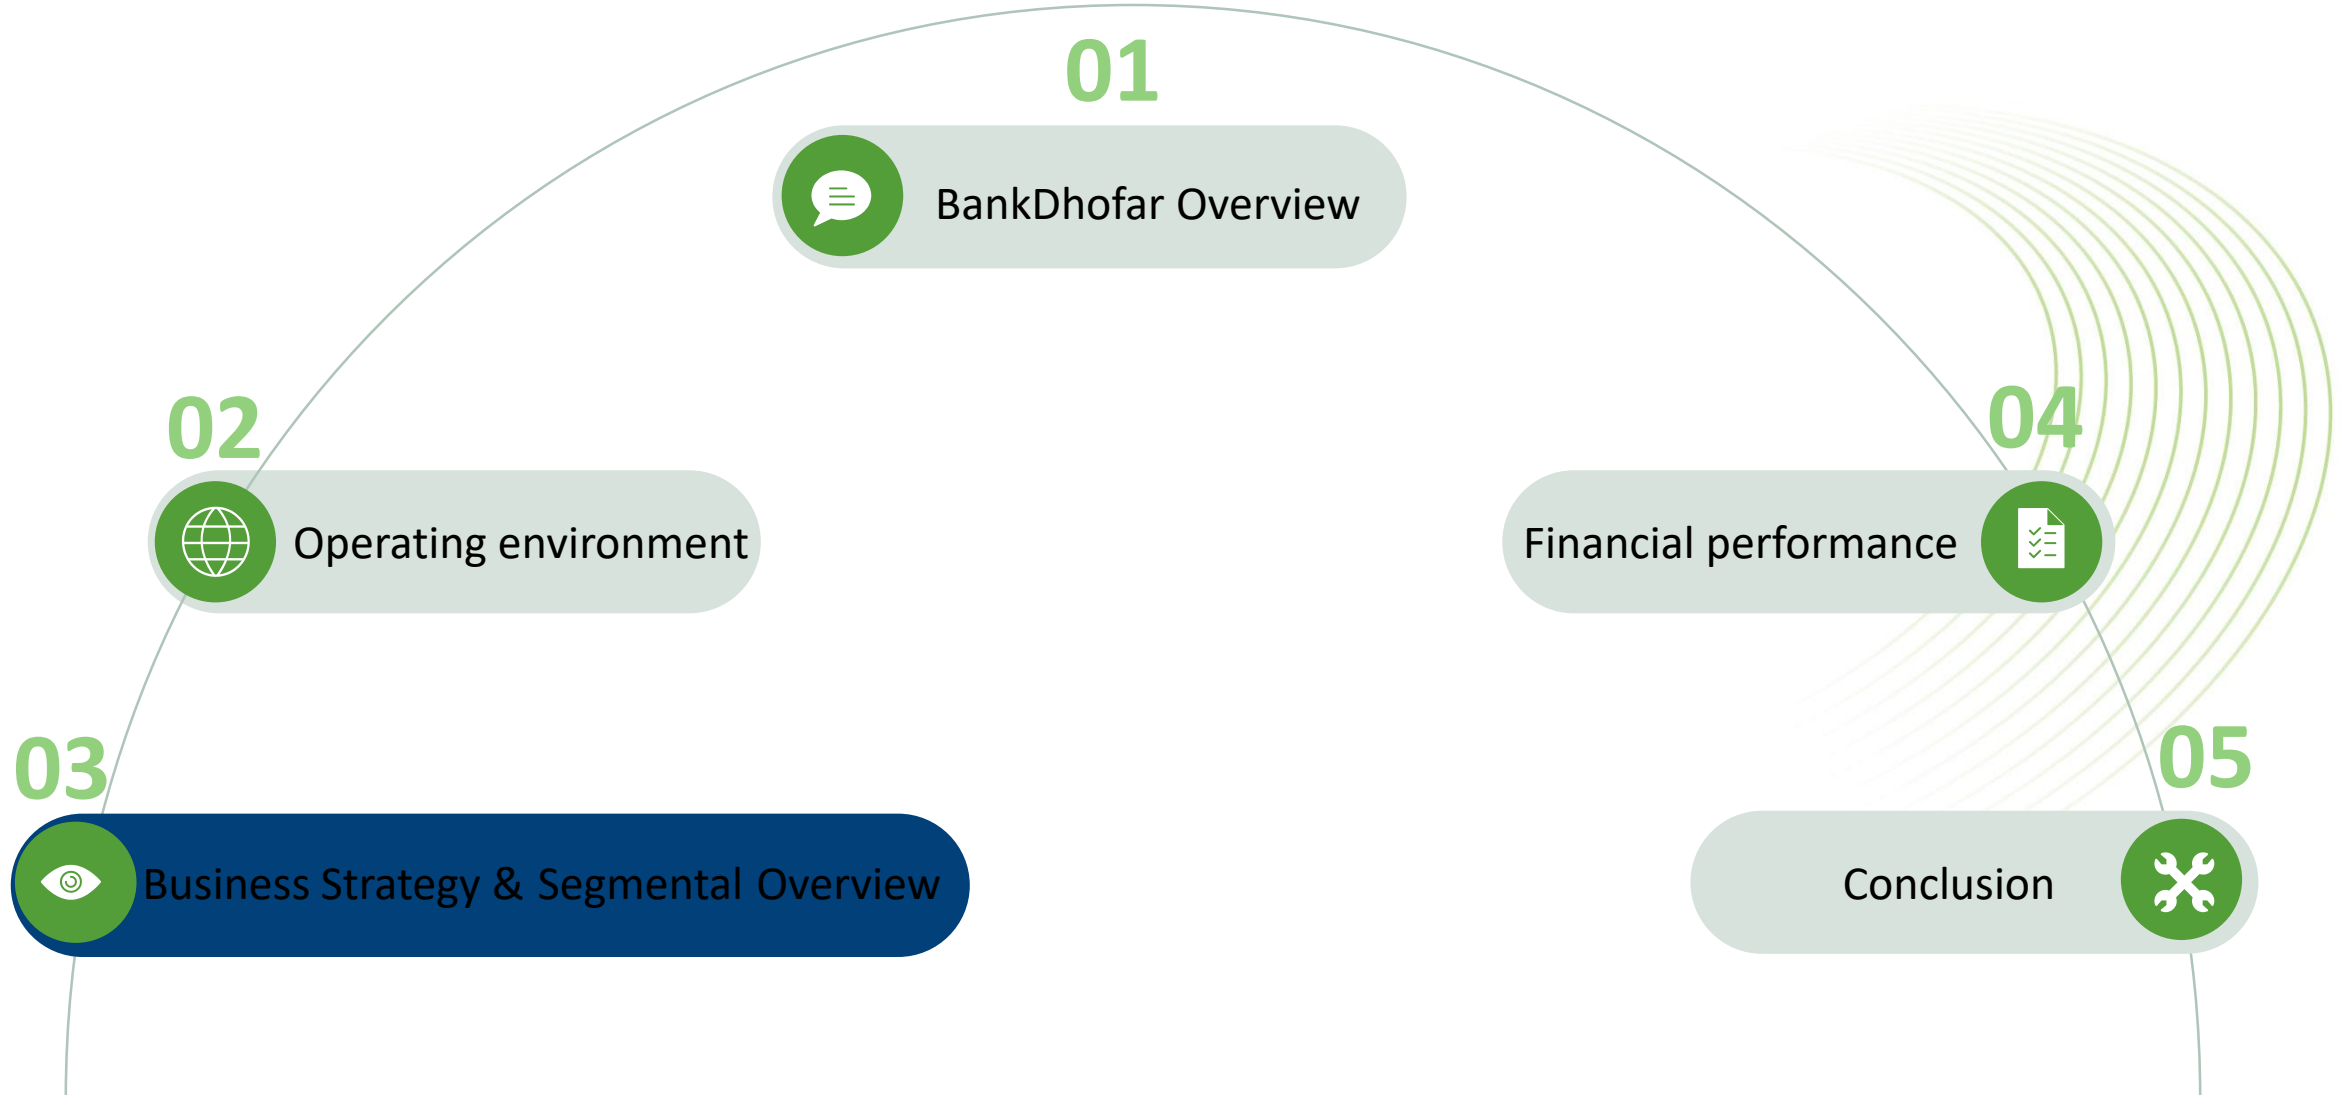 01
BankDhofar Overview
02
Operating environment
03
Business Strategy & Segmental Overview
04
Financial performance
05
Conclusion